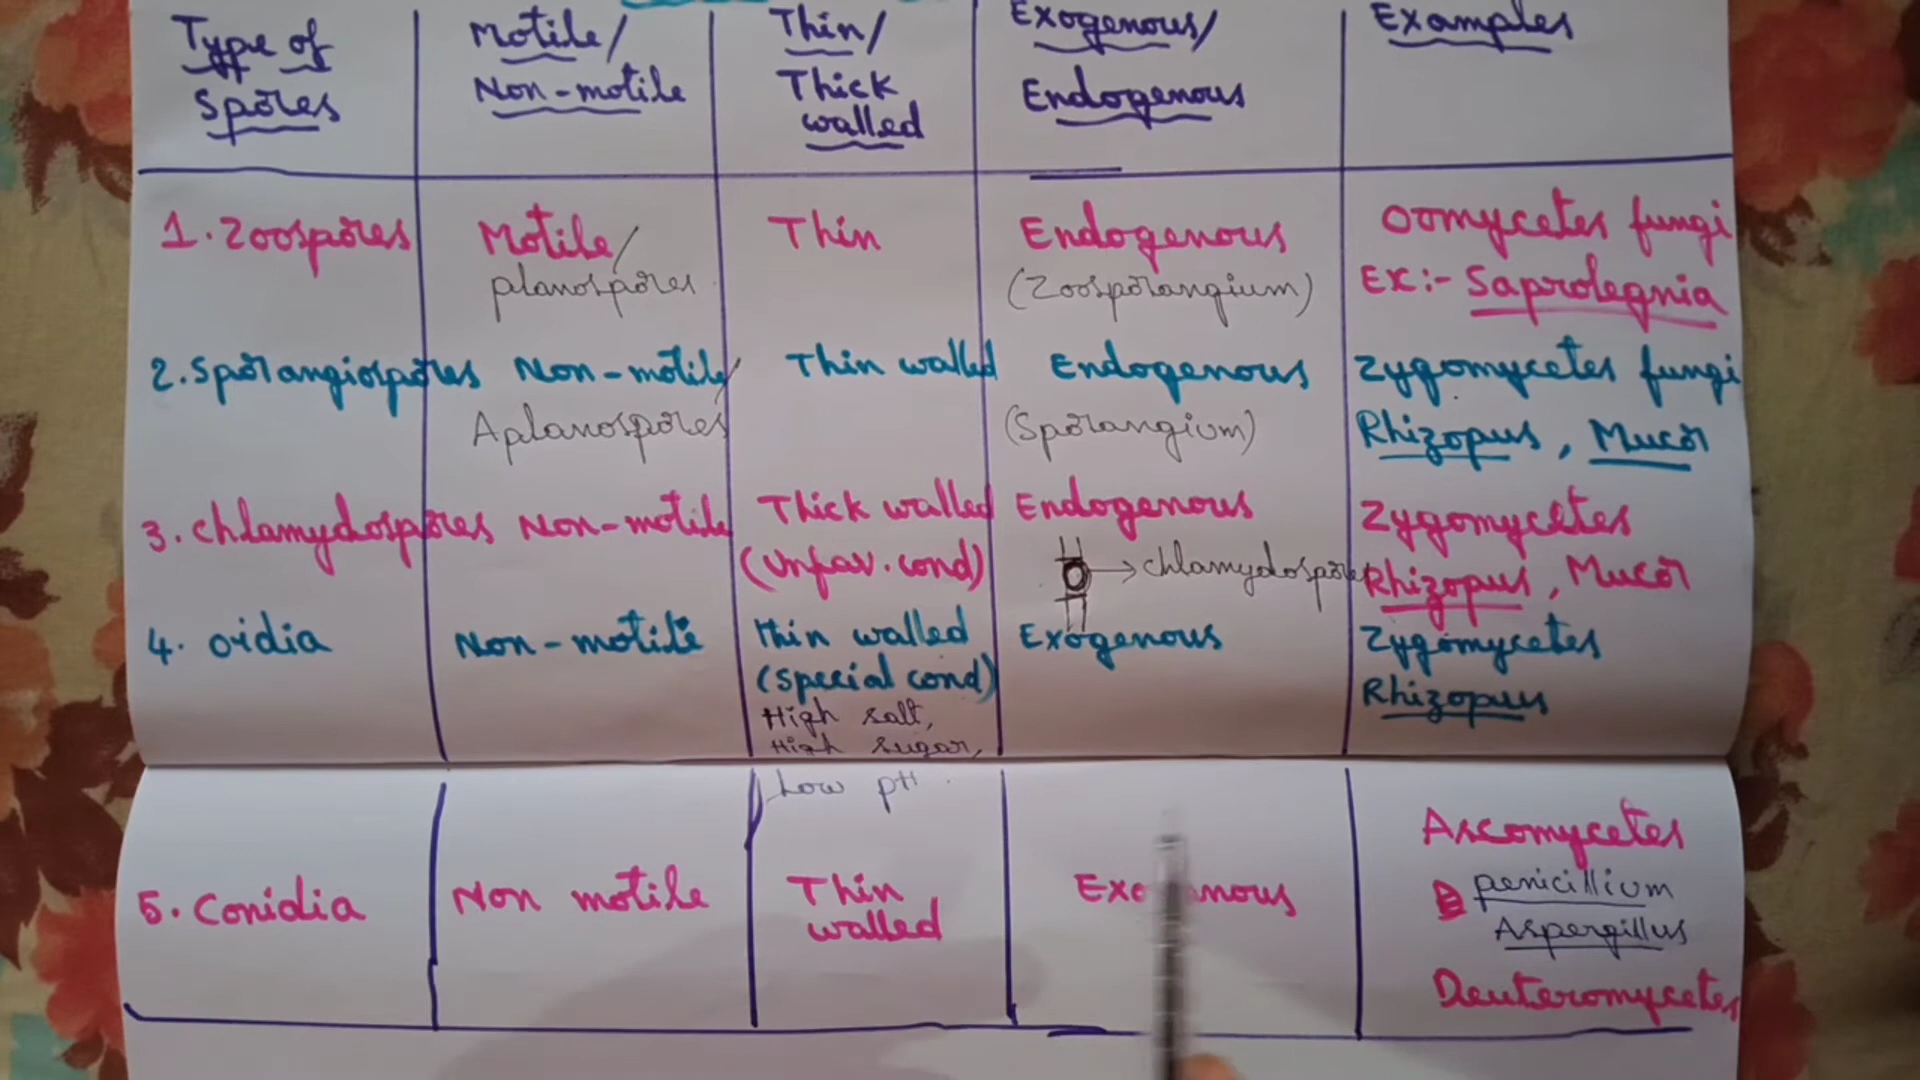 Type of Spores
Motile/ Non-motile
Thin/ Thick walled
Exogenous/ Endogenous
Examples
1. Zoospores
Motile/ planospores
Thin
Endogenous (Zoosporangium)
Oomycetes fungi
EX:- Saprolegnia
2. Sporangiospores
Non-motile/ Aplanospores
Thin walled
Endogenous (Sporangium)
Zygomycetes fungi
Rhizopus, Mucor
3. Chlamydospores
Non-motile
Thick walled (Unfav. cond)
Endogenous
chlamydospore
Zygomycetes
Rhizopus, Mucor
4. Oidia
Non-motile
thin walled (special cond)
High salt,
High sugar,
Low pH.
Exogenous
Zygomycetes
Rhizopus
5. Conidia
Non motile
Thin walled
Ascomycetes
penicillium
Aspergillus
Deuteromycetes